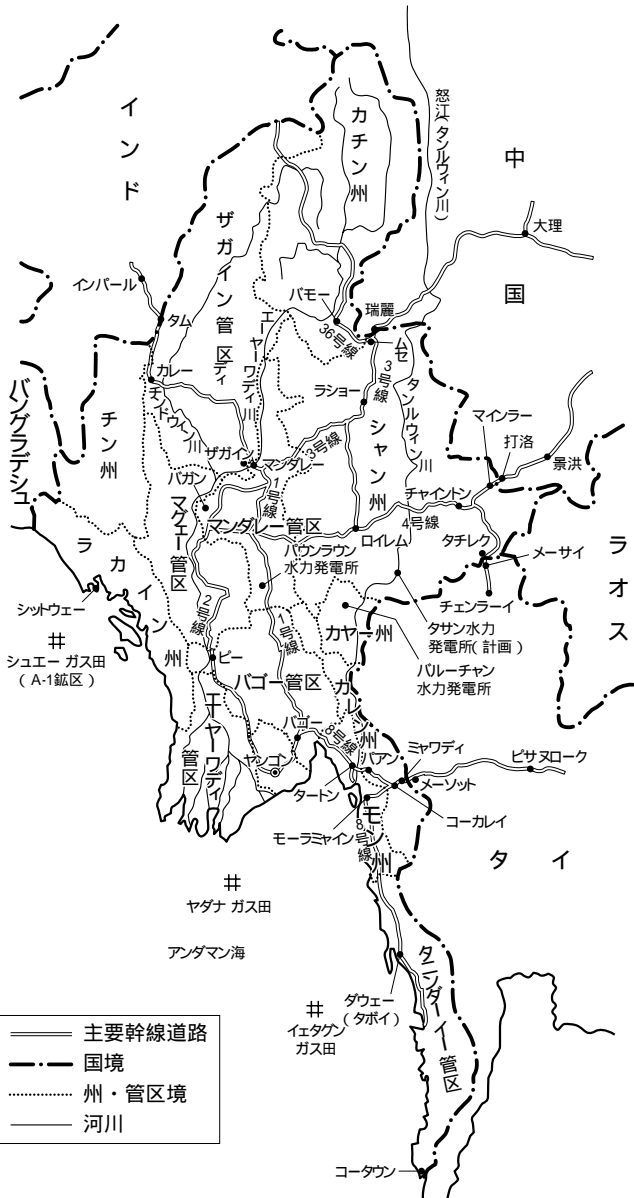 インド
中国
カチン州
怒江（タンルウィン川）
大理
ザガイン管区
インパール
タム
バモー
瑞麗
36号線
ムセ
エーヤーワディ川
3号線
カレー
チン州
チンドウィン川
バングラデシュ
ラショー
シャン州
タンルウィン川
マインラー
打洛
景洪
ザガイン
マンダレー
3号線
1号線
バガン
マグェー管区
マンダレー管区
チャイントン
4号線
ロイレム
タチレク
メーサイ
ラオス
ラカイン州
パウンラウン
水力発電所
チェンラーイ
シットウェー
2号線
1号線
カヤー州
タサン水力
発電所（計画）
シュエー ガス田
（A-1鉱区）
ピー
バルーチャン
水力発電所
バゴー管区
カレン州
エーヤーワディ管区
バゴー
8号線
パアン
ミャワディ
ピサヌローク
ヤンゴン
メーソット
タートン
コーカレイ
モーラミャイン
モン州
8号線
タイ
ヤダナ ガス田
アンダマン海
タニンダーイー管区
ダウェー
（タボイ）
イェタグン
ガス田
主要幹線道路
国境
州・管区境
河川
コータウン